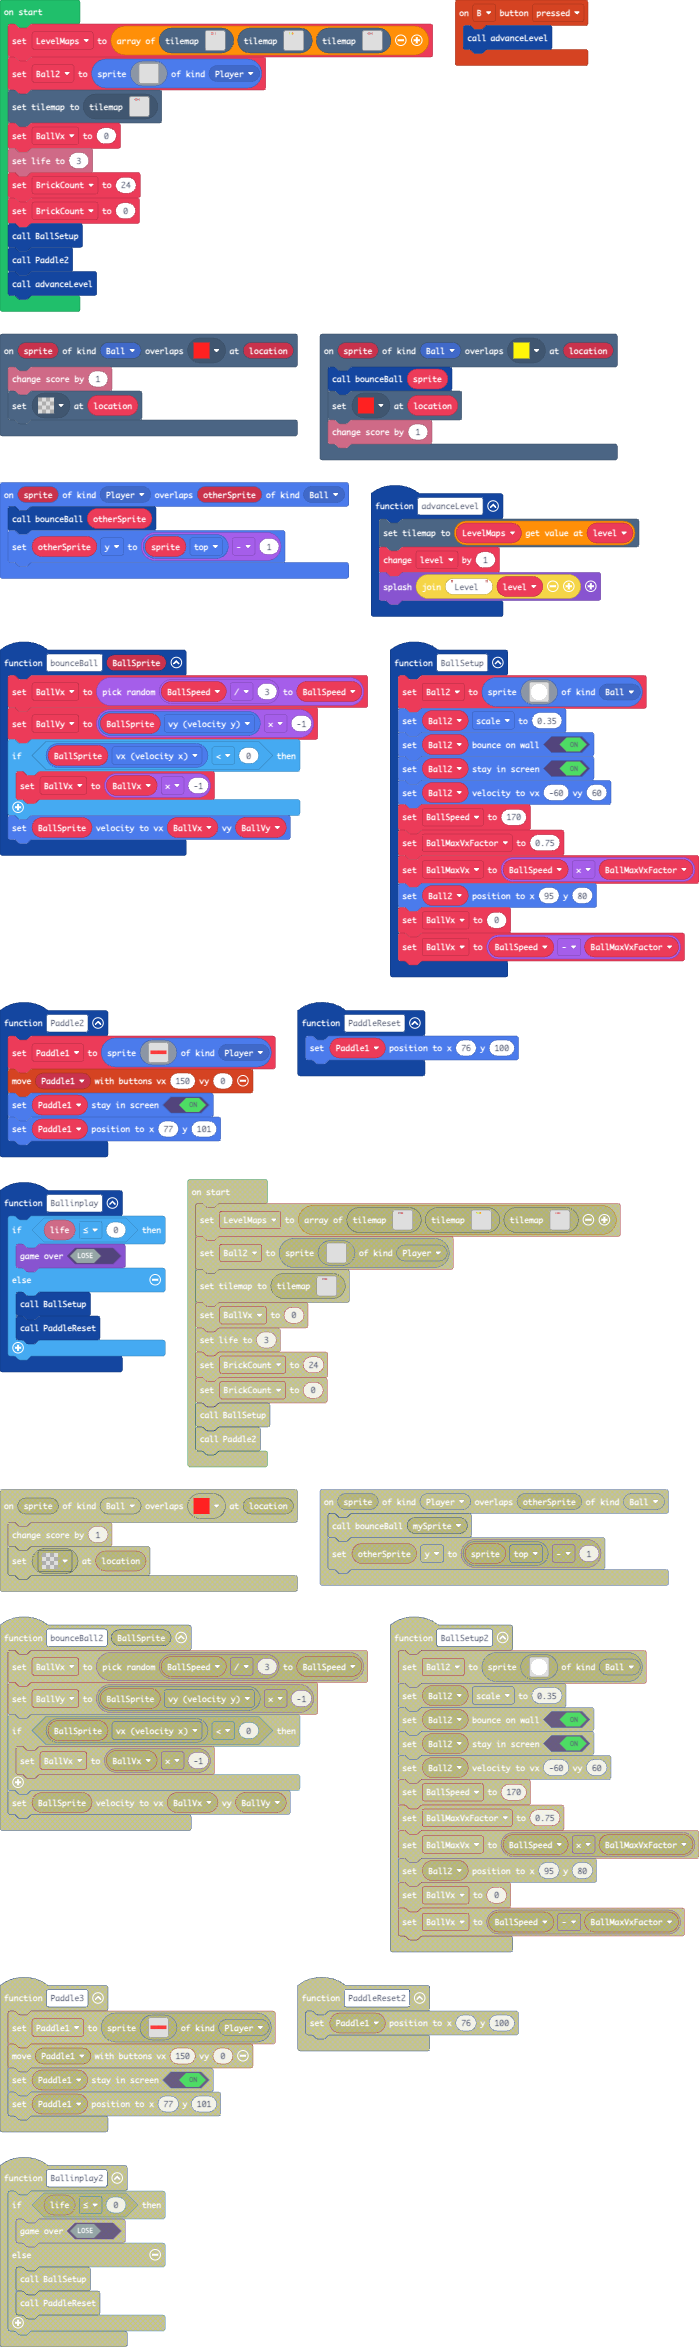 on start
set LevelMaps to array of tilemap tilemap tilemap
set Ball2 to sprite of kind Player
set tilemap to tilemap
set BallVx to 0
set life to 3
set BrickCount to 24
set BrickCount to 0
call BallSetup
call Paddle2
call advanceLevel
on B button pressed
call advanceLevel
on sprite of kind Ball overlaps at location
change score by 1
set at location
on sprite of kind Ball overlaps at location
call bounceBall sprite
set at location
change score by 1
on sprite of kind Player overlaps otherSprite of kind Ball
call bounceBall otherSprite
set otherSprite y to sprite top - 1
function advanceLevel
set tilemap to LevelMaps get value at level
change level by 1
splash join "Level " level
function bounceBall BallSprite
set BallVx to pick random BallSpeed / 3 to BallSpeed
set BallVy to BallSprite vy (velocity y) × -1
if BallSprite vx (velocity x) < 0 then
set BallVx to BallVx × -1
set BallSprite velocity to vx BallVx vy BallVy
function BallSetup
set Ball2 to sprite of kind Ball
set Ball2 scale to 0.35
set Ball2 bounce on wall ON
set Ball2 stay in screen ON
set Ball2 velocity to vx -60 vy 60
set BallSpeed to 170
set BallMaxVxFactor to 0.75
set BallMaxVx to BallSpeed × BallMaxVxFactor
set Ball2 position to x 95 y 80
set BallVx to 0
set BallVx to BallSpeed - BallMaxVxFactor
function Paddle2
set Paddle1 to sprite of kind Player
move Paddle1 with buttons vx 150 vy 0
set Paddle1 stay in screen ON
set Paddle1 position to x 77 y 101
function PaddleReset
set Paddle1 position to x 76 y 100
function Ballinplay
if life ≤ 0 then
game over LOSE
else
call BallSetup
call PaddleReset
on start
set LevelMaps to array of tilemap tilemap tilemap
set Ball2 to sprite of kind Player
set tilemap to tilemap
set BallVx to 0
set life to 3
set BrickCount to 24
set BrickCount to 0
call BallSetup
call Paddle2
on sprite of kind Ball overlaps at location
change score by 1
set at location
on sprite of kind Player overlaps otherSprite of kind Ball
call bounceBall mySprite
set otherSprite y to sprite top - 1
function bounceBall2 BallSprite
set BallVx to pick random BallSpeed / 3 to BallSpeed
set BallVy to BallSprite vy (velocity y) × -1
if BallSprite vx (velocity x) < 0 then
set BallVx to BallVx × -1
set BallSprite velocity to vx BallVx vy BallVy
function BallSetup2
set Ball2 to sprite of kind Ball
set Ball2 scale to 0.35
set Ball2 bounce on wall ON
set Ball2 stay in screen ON
set Ball2 velocity to vx -60 vy 60
set BallSpeed to 170
set BallMaxVxFactor to 0.75
set BallMaxVx to BallSpeed × BallMaxVxFactor
set Ball2 position to x 95 y 80
set BallVx to 0
set BallVx to BallSpeed - BallMaxVxFactor
function Paddle3
set Paddle1 to sprite of kind Player
move Paddle1 with buttons vx 150 vy 0
set Paddle1 stay in screen ON
set Paddle1 position to x 77 y 101
function PaddleReset2
set Paddle1 position to x 76 y 100
function Ballinplay2
if life ≤ 0 then
game over LOSE
else
call BallSetup
call PaddleReset